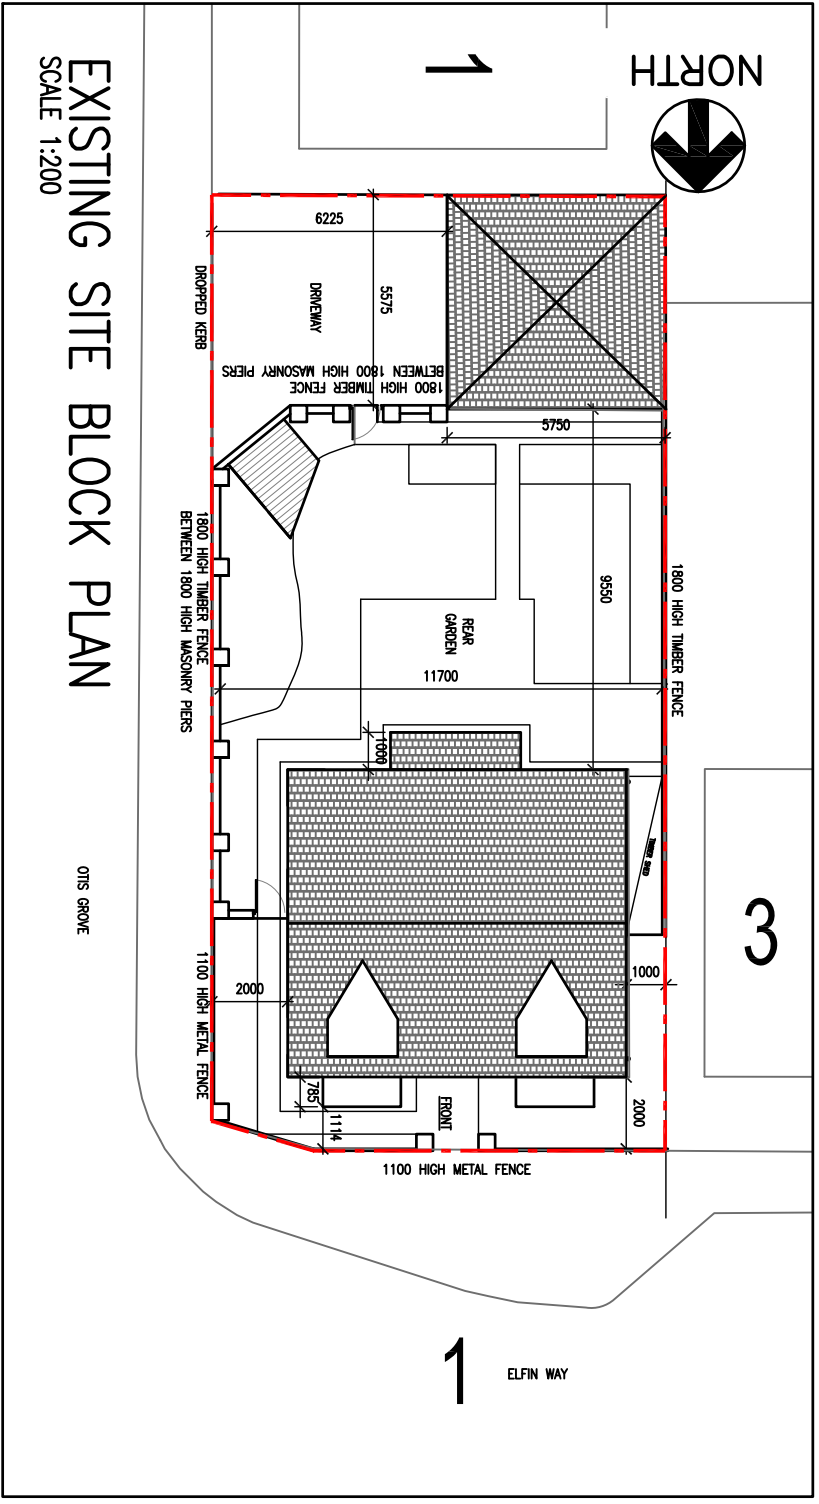 EXISTING SITE BLOCK PLAN
SCALE 1:200
NORTH
1
6225
5575
DRIVEWAY
DROPPED KERB
1800 HIGH TIMBER FENCE
BETWEEN 1800 HIGH MASONRY PIERS
5750
9550
1800 HIGH TIMBER FENCE
REAR
GARDEN
11700
1800 HIGH TIMBER FENCE
BETWEEN 1800 HIGH MASONRY PIERS
1000
TIMBER SHED
3
OTIS GROVE
1100 HIGH METAL FENCE
2000
1000
785
1114
FRONT
2000
1100 HIGH METAL FENCE
1
ELFIN WAY